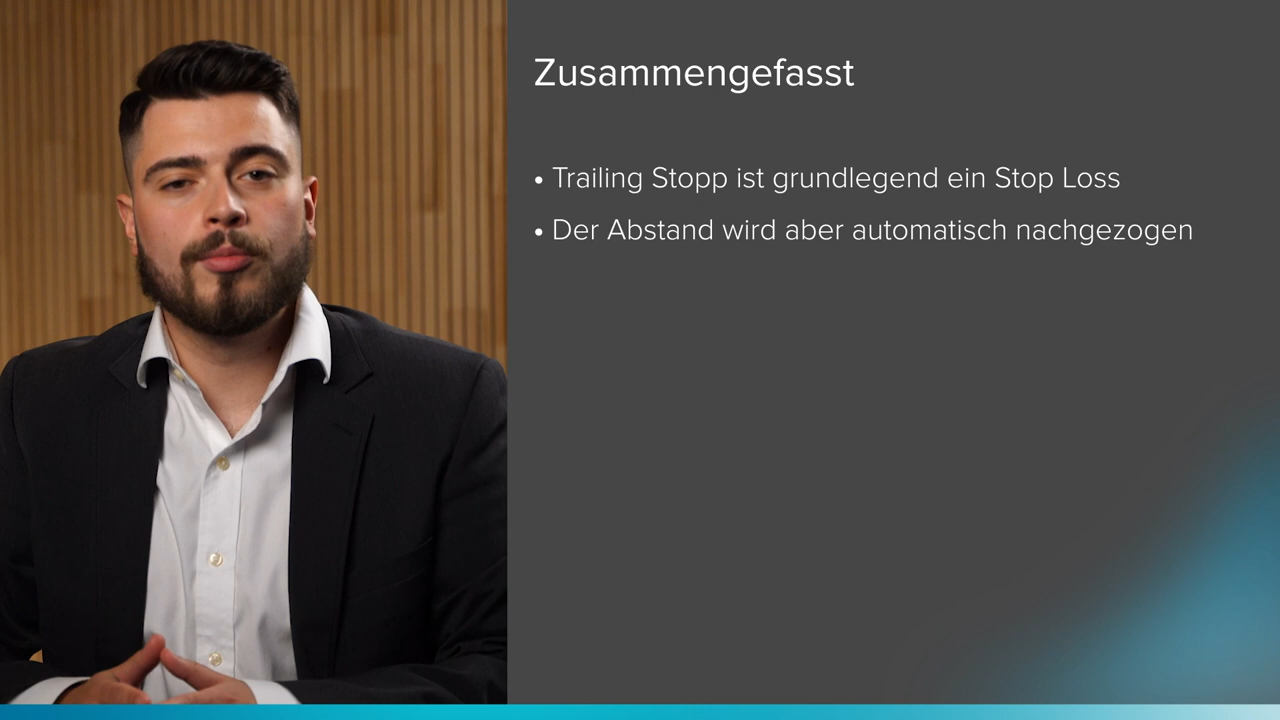 Zusammengefasst
• Trailing Stopp ist grundlegend ein Stop Loss
• Der Abstand wird aber automatisch nachgezogen